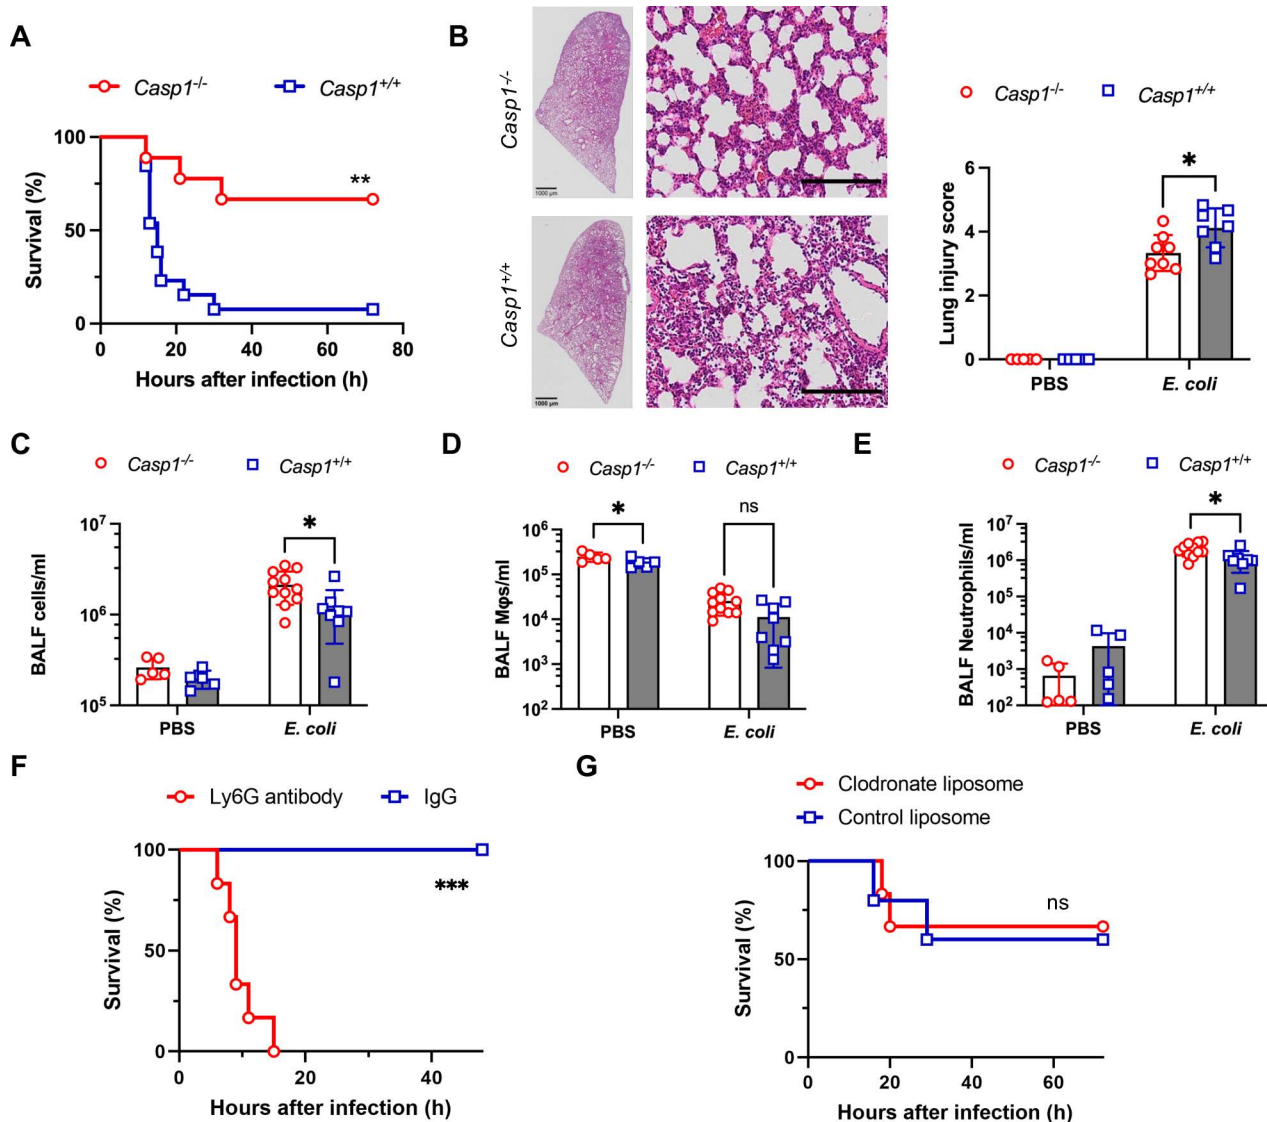 A
Casp1-/-
Casp1+/+
Survival (%)
100
50
0
0 20 40 60 80
Hours after infection (h)
**
B
Casp1-/-
1000 µm
Casp1+/+
1000 µm
Casp1-/-
Casp1+/+
Lung injury score
6
4
2
0
*
PBS
E. coli
C
Casp1-/-
Casp1+/+
BALF cells/ml
10^7
10^6
10^5
*
PBS
E. coli
D
Casp1-/-
Casp1+/+
BALF Mφs/ml
10^6
10^5
10^4
10^3
10^2
*
ns
PBS
E. coli
E
Casp1-/-
Casp1+/+
BALF Neutrophils/ml
10^7
10^6
10^5
10^4
10^3
10^2
*
PBS
E. coli
F
Ly6G antibody
IgG
Survival (%)
100
50
0
***
0 20 40
Hours after infection (h)
G
Clodronate liposome
Control liposome
Survival (%)
100
50
0
ns
0 20 40 60
Hours after infection (h)